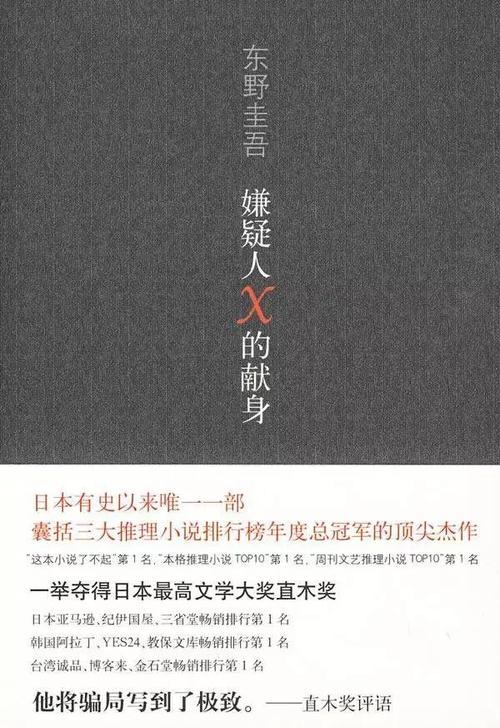 东野圭吾
嫌疑人X的献身
日本有史以来唯一一部
囊括三大推理小说排行榜年度总冠军的顶尖杰作
"这本小说了不起"第1名，"本格推理小说TOP10"第1名，"周刊文艺推理小说TOP10"第1名
一举夺得日本最高文学大奖直木奖
日本亚马逊、纪伊国屋、三省堂畅销排行第1名
韩国阿拉丁、YES24、教保文库畅销排行第1名
台湾诚品、博客来、金石堂畅销排行第1名
他将骗局写到了极致。——直木奖评语